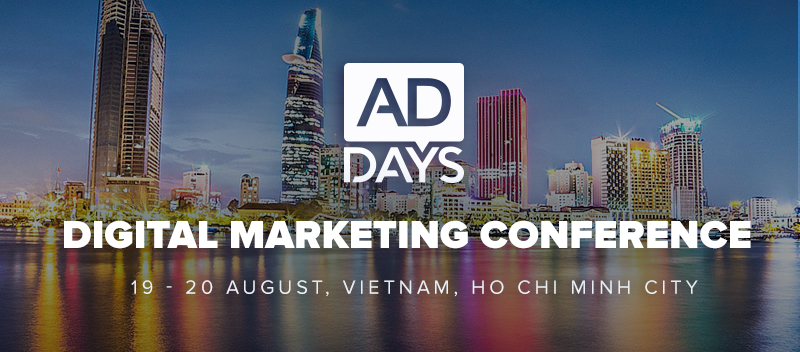 AD
DAYS
DIGITAL MARKETING CONFERENCE
19 - 20 AUGUST, VIETNAM, HO CHI MINH CITY